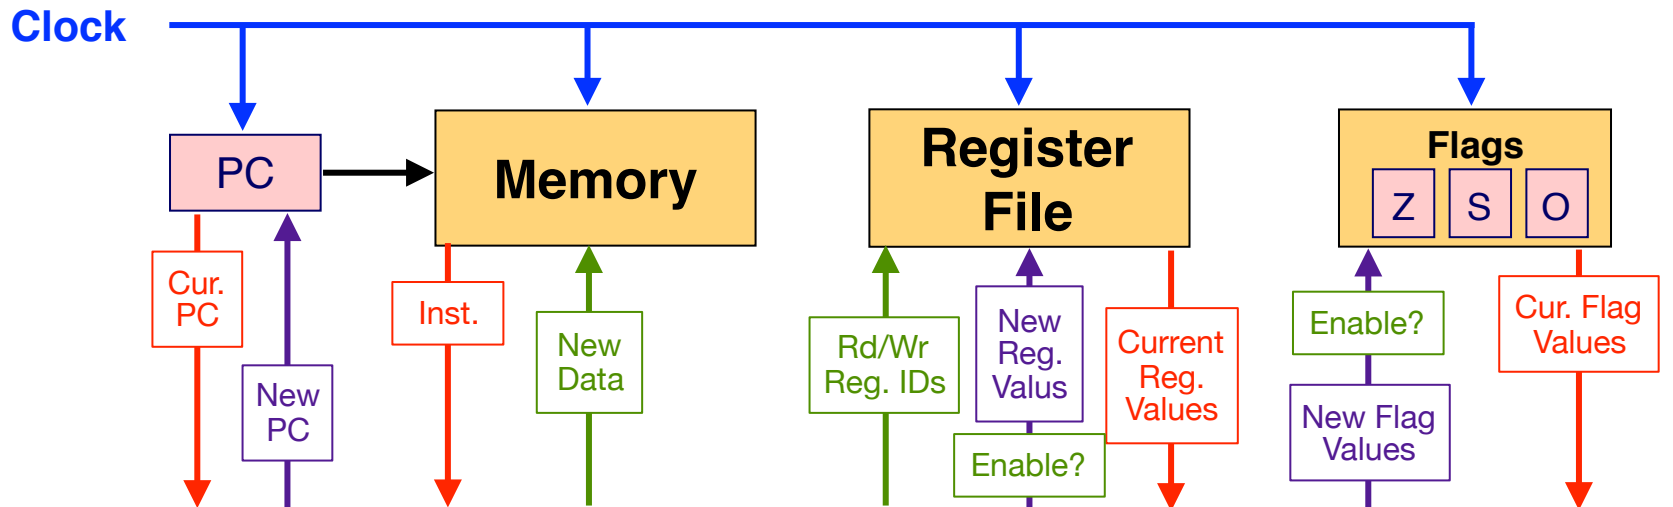 Clock
PC
Memory
Register
File
Flags
Z S O
Cur.
PC
New
PC
Inst.
New
Data
Rd/Wr
Reg. IDs
New
Reg.
Valus
Enable?
Current
Reg.
Values
Enable?
New Flag
Values
Cur. Flag
Values